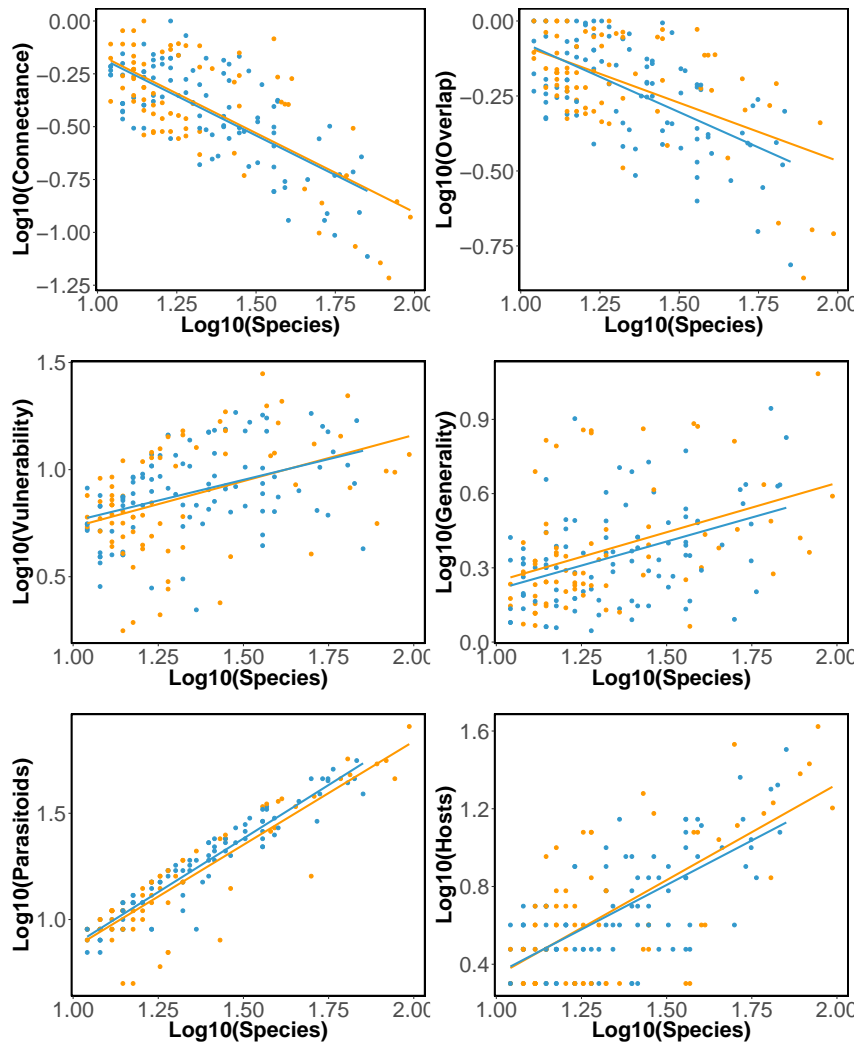 0.00
−0.25
−0.50
−0.75
−1.00
−1.25
Log10(Connectance)
1.00 1.25 1.50 1.75 2.00
Log10(Species)
0.00
−0.25
−0.50
−0.75
Log10(Overlap)
1.00 1.25 1.50 1.75 2.00
Log10(Species)
1.5
1.0
0.5
Log10(Vulnerability)
1.00 1.25 1.50 1.75 2.00
Log10(Species)
0.9
0.6
0.3
0.0
Log10(Generality)
1.00 1.25 1.50 1.75 2.00
Log10(Species)
1.5
1.0
Log10(Parasitoids)
1.00 1.25 1.50 1.75 2.00
Log10(Species)
1.6
1.2
0.8
0.4
Log10(Hosts)
1.00 1.25 1.50 1.75 2.00
Log10(Species)